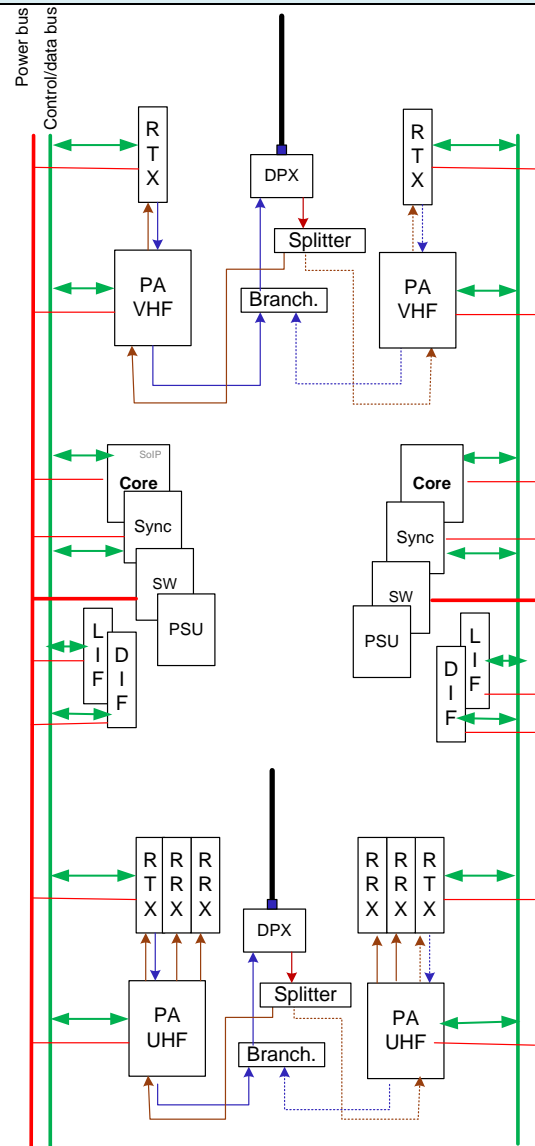 Power bus
Control/data bus
R
T
X
DPX
R
T
X
Splitter
PA
VHF
Branch.
PA
VHF
SoIP
Core
Sync
SW
PSU
L
I
F
D
I
F
Core
Sync
SW
PSU
L
I
F
D
I
F
R
T
X
R
R
X
R
R
X
DPX
R
R
X
R
R
X
R
T
X
Splitter
PA
UHF
Branch.
PA
UHF